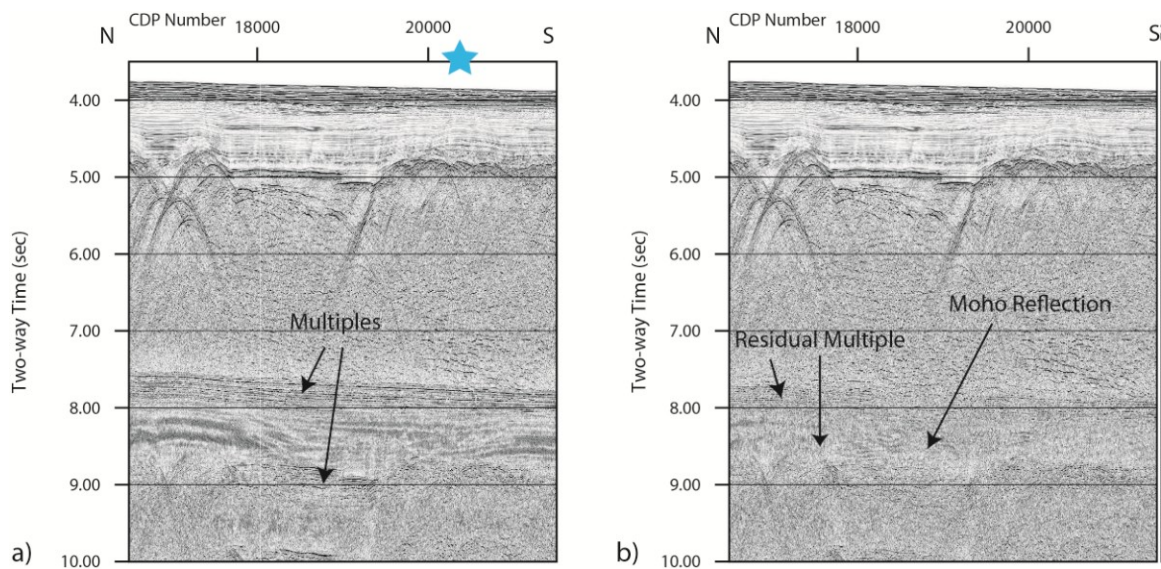 CDP Number
N 18000 20000 S
4.00
5.00
6.00
7.00
8.00
9.00
10.00
Two-way Time (sec)
Multiples
a)
CDP Number
N 18000 20000 S
4.00
5.00
6.00
7.00
8.00
9.00
10.00
Two-way Time (sec)
Moho Reflection
Residual Multiple
b)